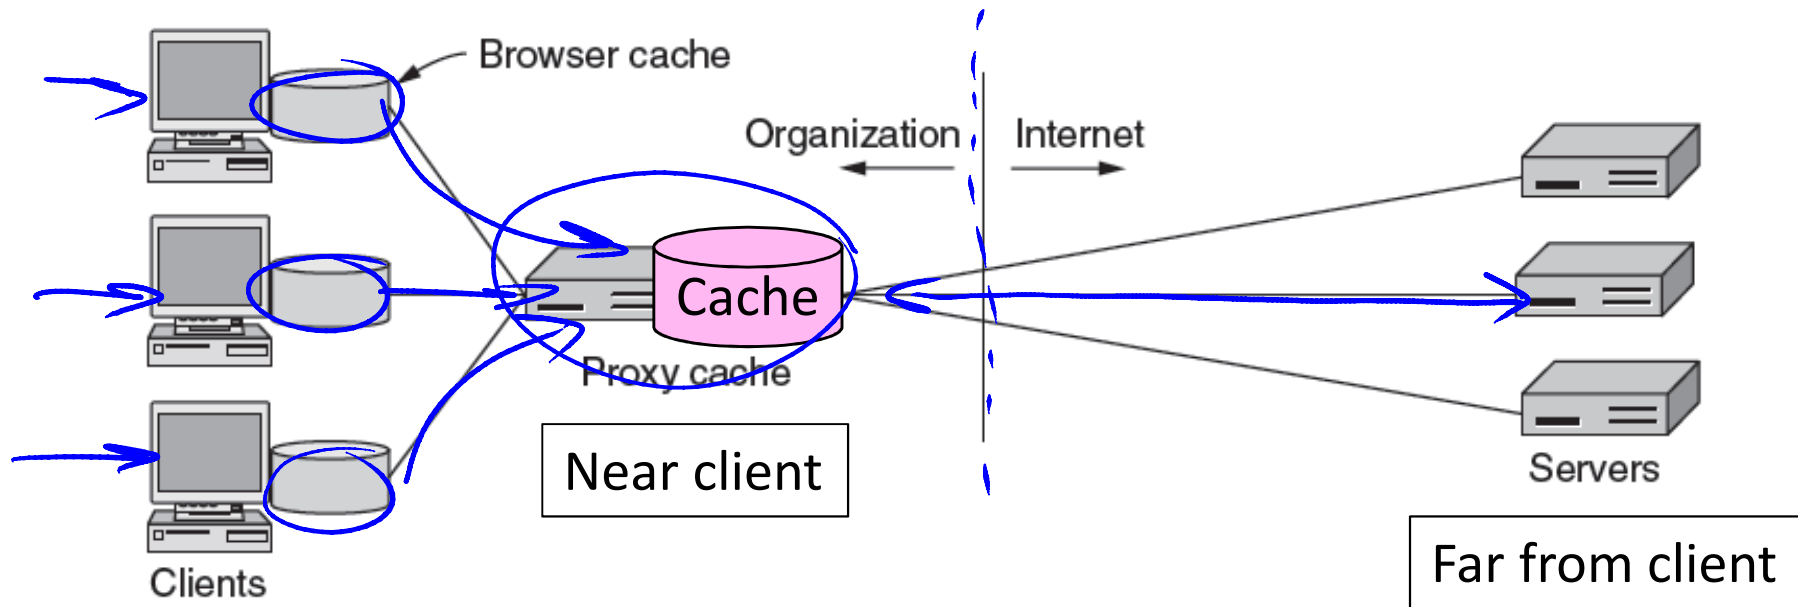 Browser cache
Organization
Internet
Cache
Proxy cache
Near client
Servers
Clients
Far from client